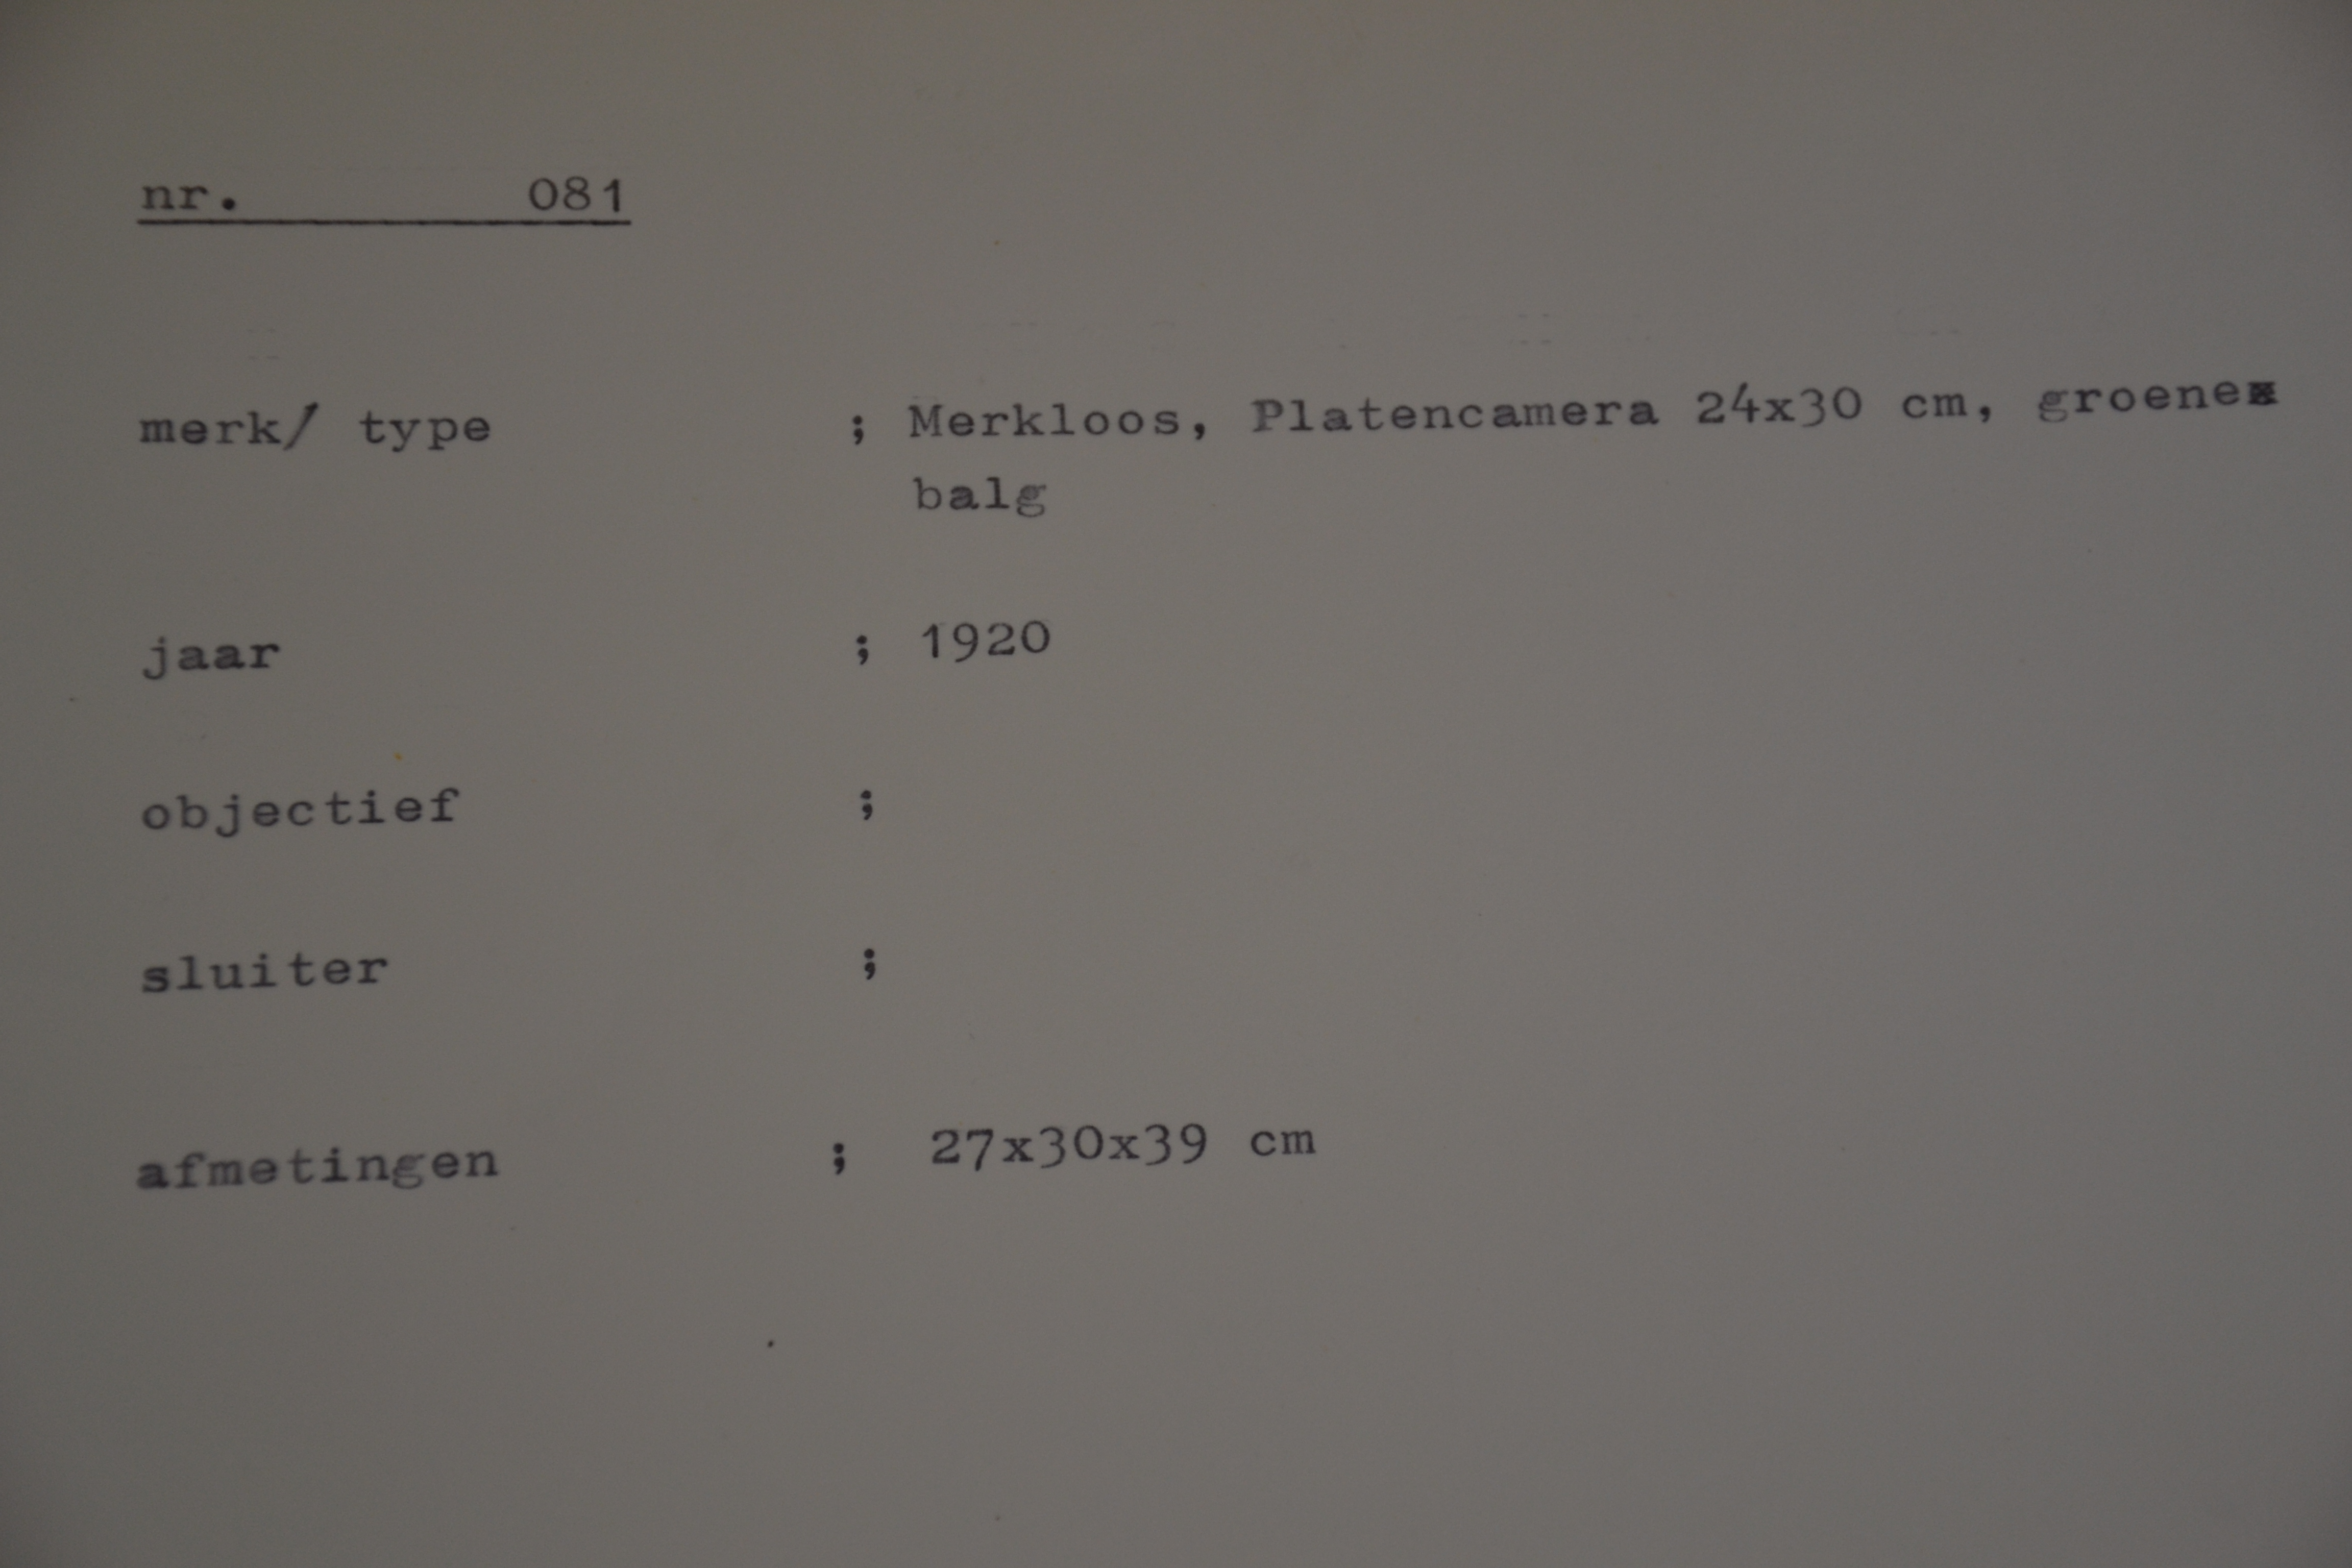 nr. 081
merk/ type ; Merkloos, Platencamera 24x30 cm, groene
balg
jaar ; 1920
objectief ;
sluiter ;
afmetingen ; 27x30x39 cm